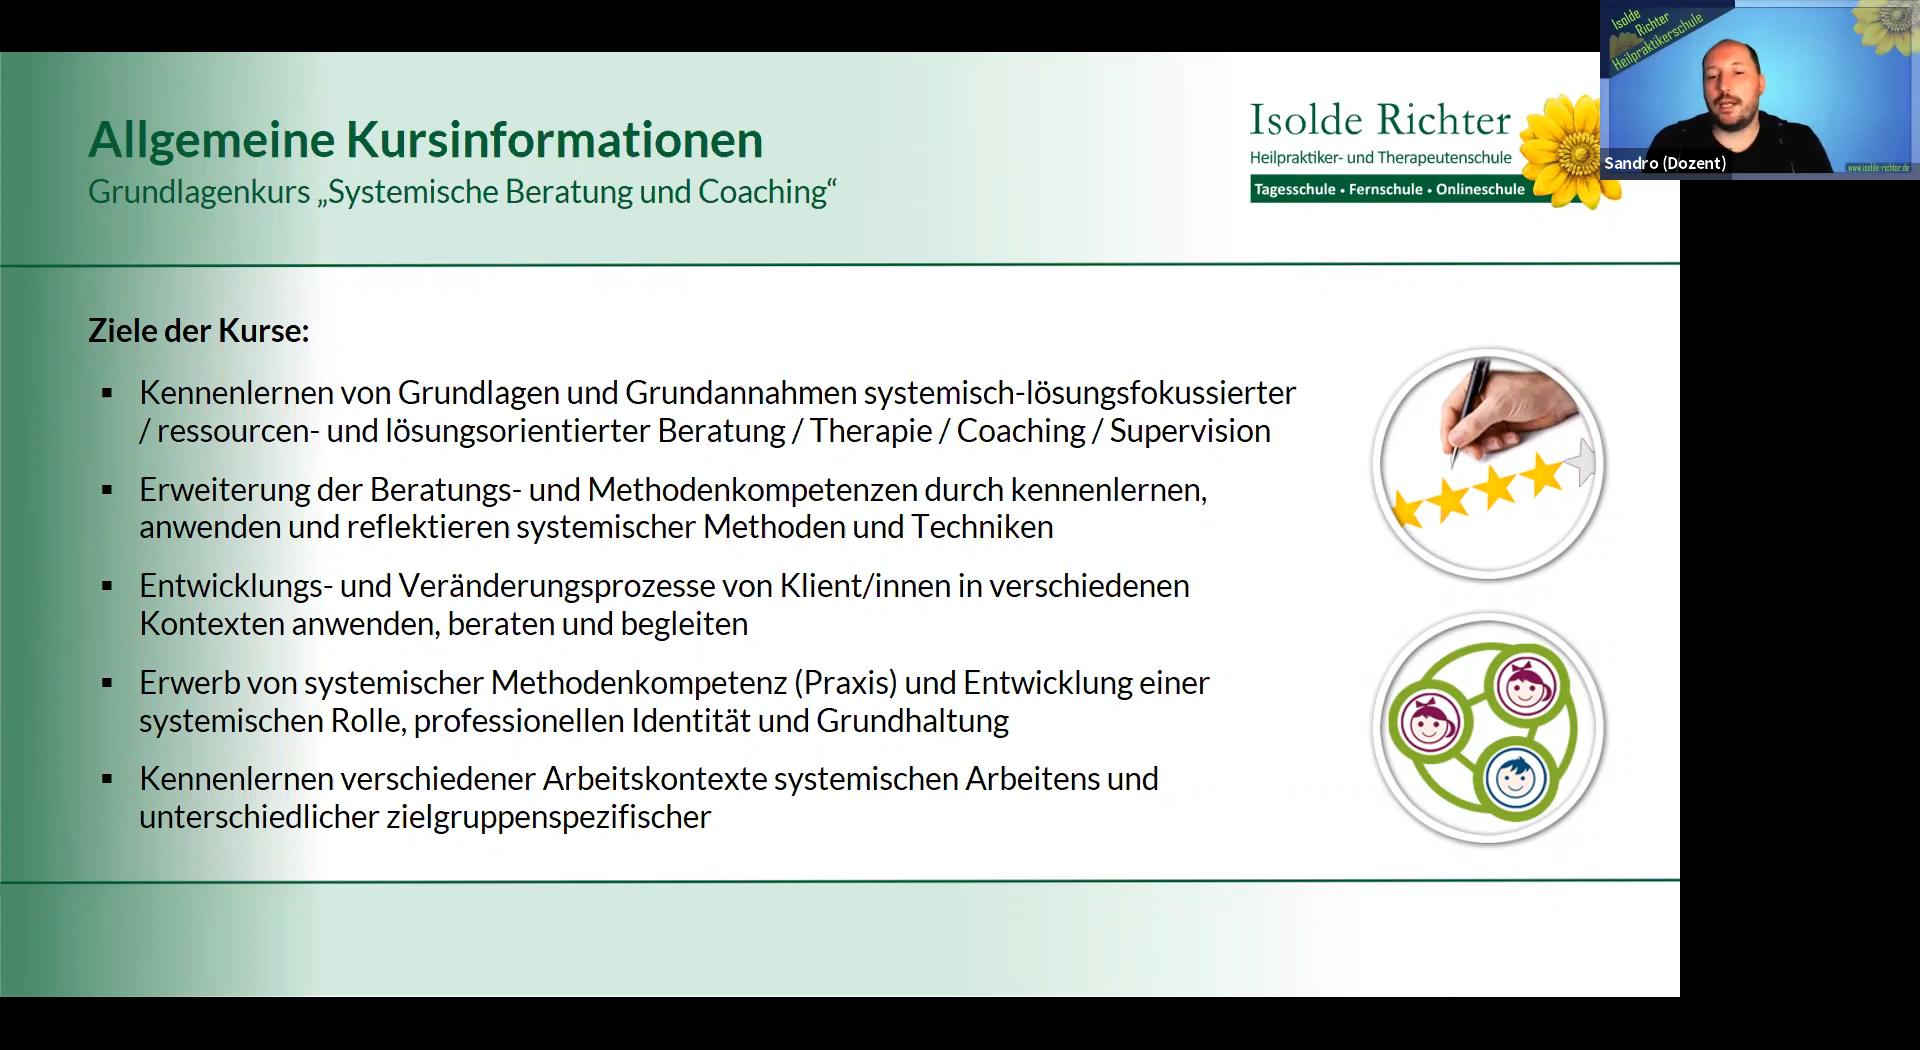 Allgemeine Kursinformationen
Grundlagenkurs „Systemische Beratung und Coaching“
Isolde Richter
Heilpraktiker- und Therapeutenschule
Tagesschule • Fernschule • Onlineschule
Isolde
Richter
Heilpraktikerschule
Sandro (Dozent)
www.isolde-richter.de
Ziele der Kurse:
▪ Kennenlernen von Grundlagen und Grundannahmen systemisch-lösungsfokussierter
/ ressourcen- und lösungsorientierter Beratung / Therapie / Coaching / Supervision
▪ Erweiterung der Beratungs- und Methodenkompetenzen durch kennenlernen,
anwenden und reflektieren systemischer Methoden und Techniken
▪ Entwicklungs- und Veränderungsprozesse von Klient/innen in verschiedenen
Kontexten anwenden, beraten und begleiten
▪ Erwerb von systemischer Methodenkompetenz (Praxis) und Entwicklung einer
systemischen Rolle, professionellen Identität und Grundhaltung
▪ Kennenlernen verschiedener Arbeitskontexte systemischen Arbeitens und
unterschiedlicher zielgruppenspezifischer